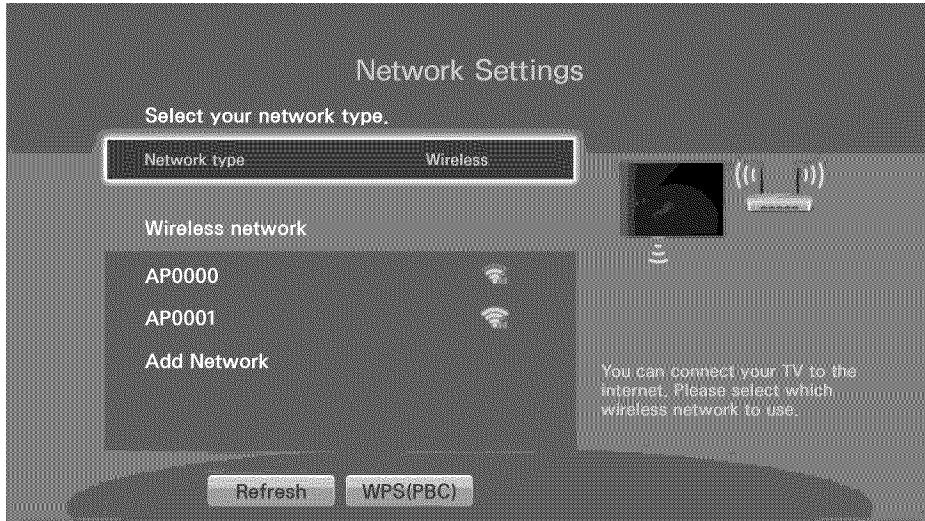 Network Settings
Select your network type.
Network type Wireless
Wireless network
AP0000
AP0001
Add Network
You can connect your TV to the
internet. Please select which
wireless network to use.
Refresh WPS(PBC)